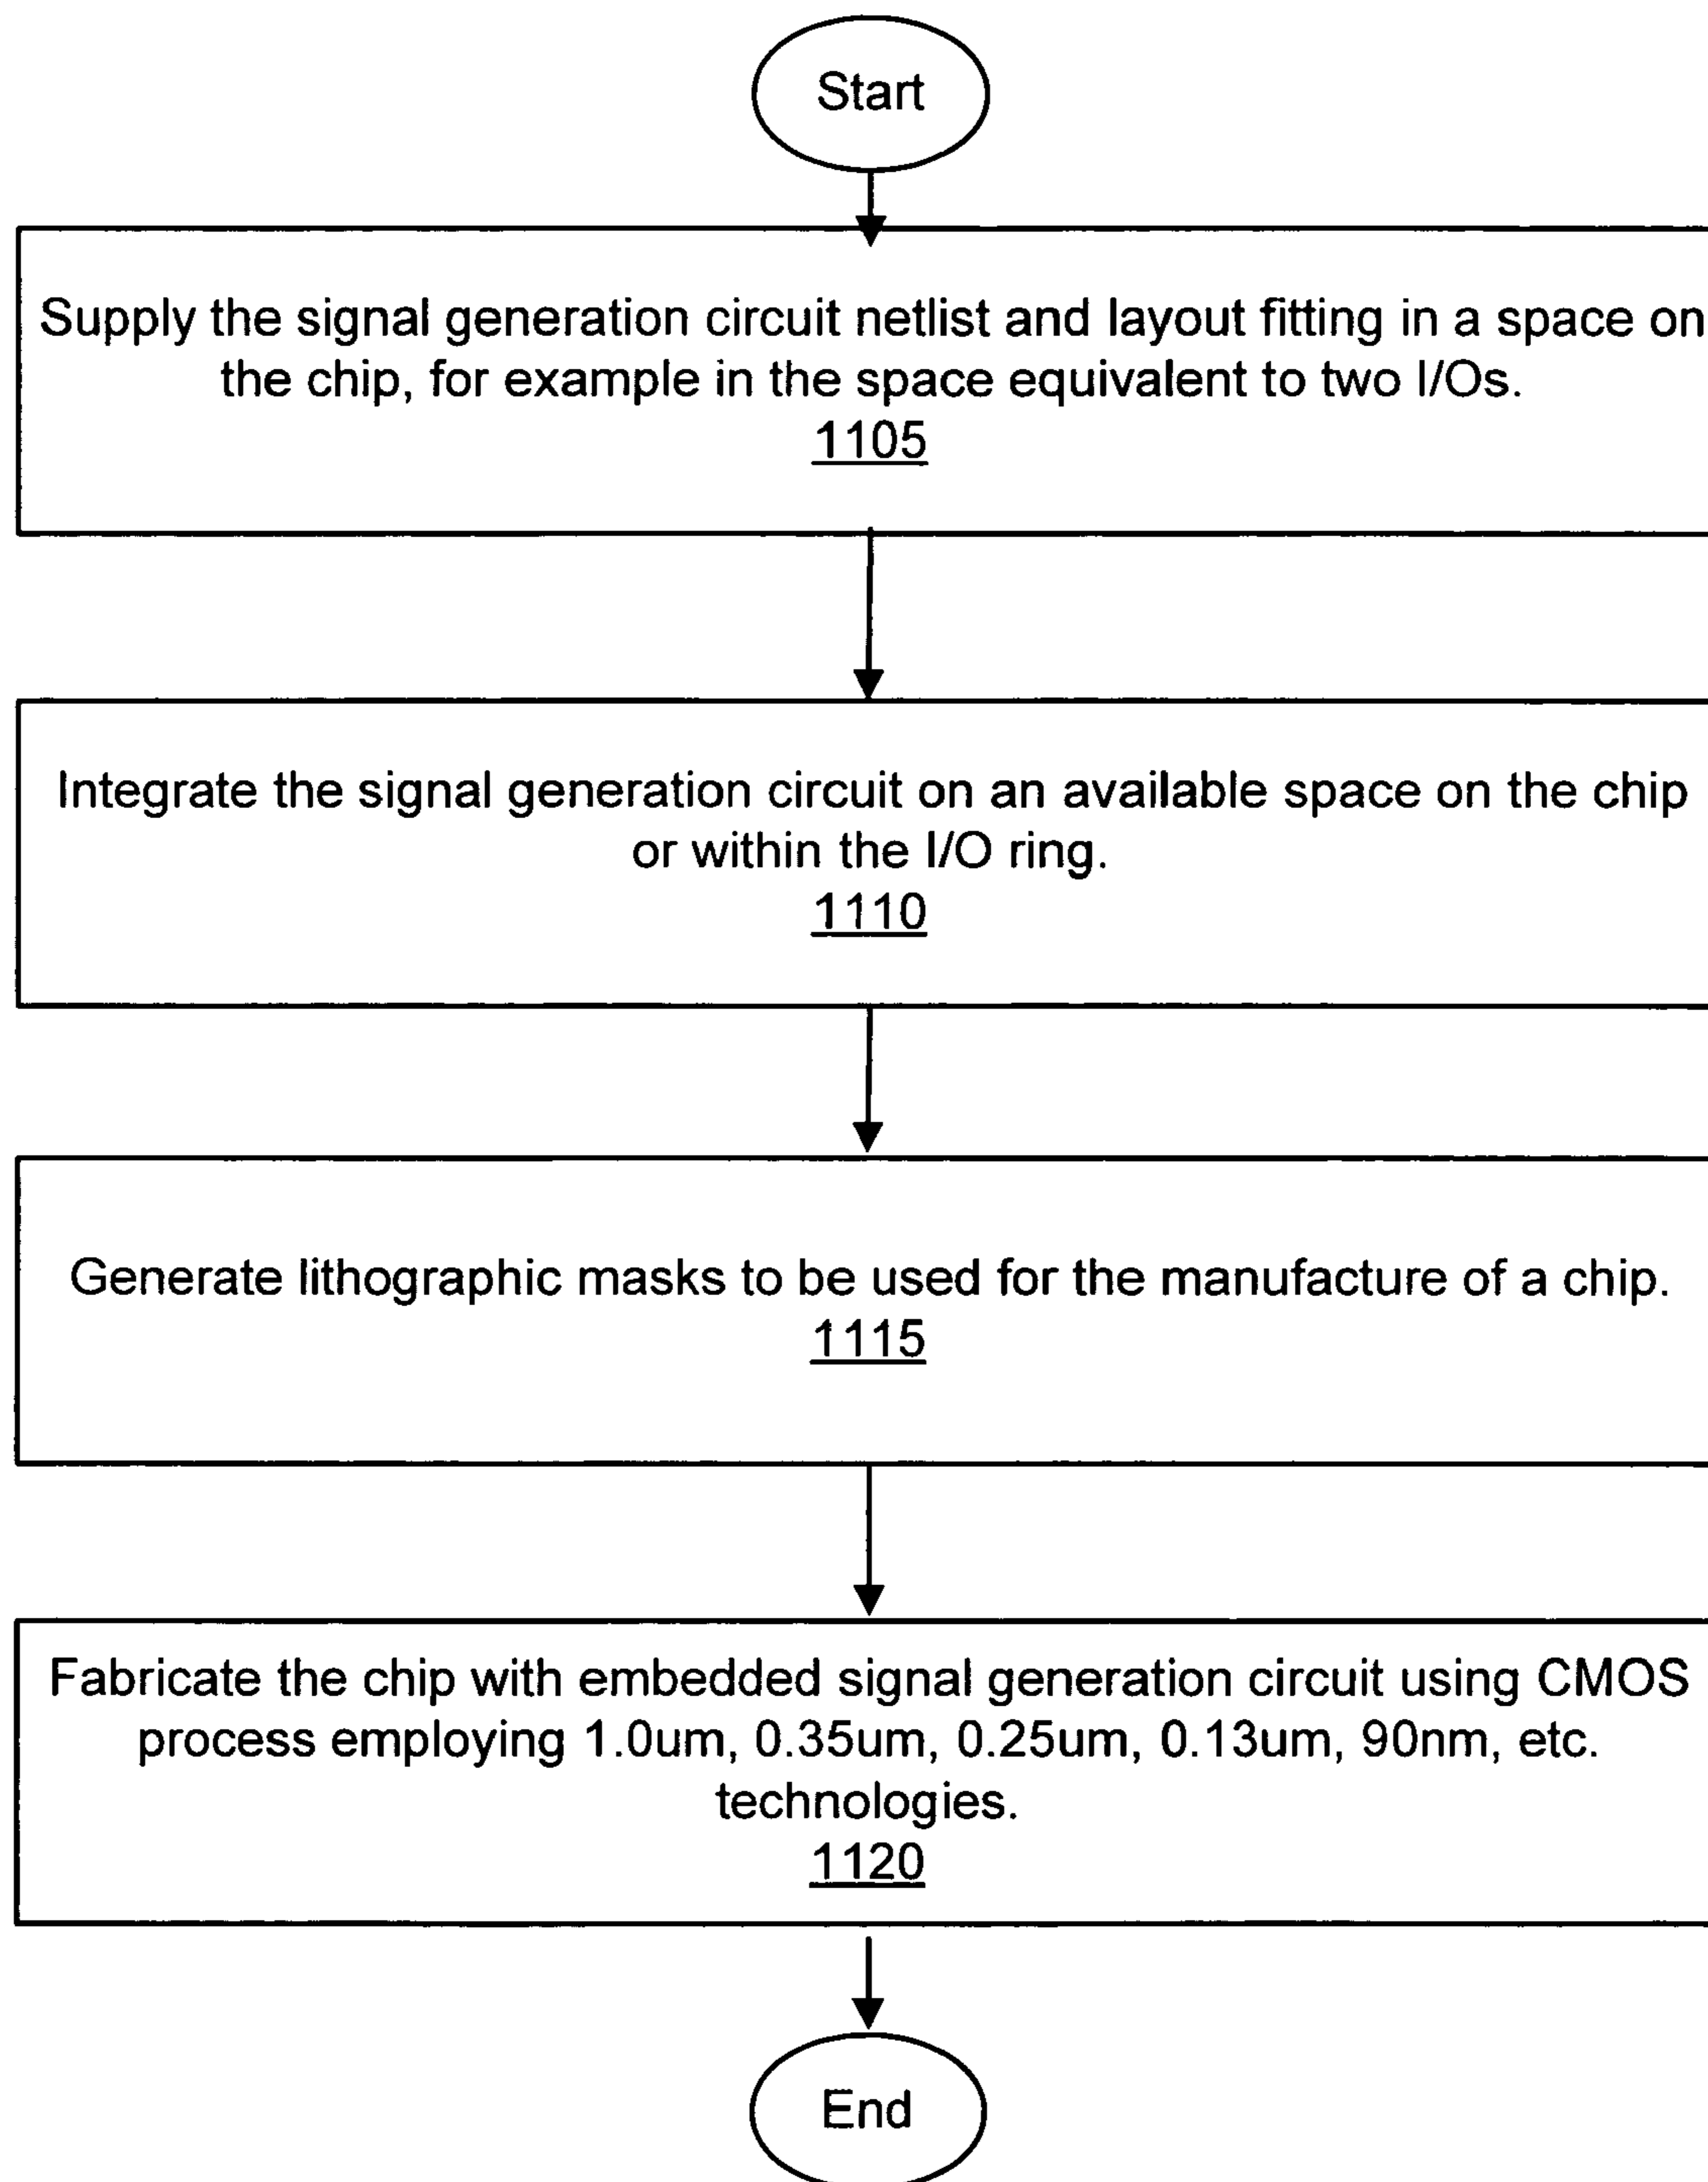 Start
Supply the signal generation circuit netlist and layout fitting in a space on
the chip, for example in the space equivalent to two I/Os.
1105
Integrate the signal generation circuit on an available space on the chip
or within the I/O ring.
1110
Generate lithographic masks to be used for the manufacture of a chip.
1115
Fabricate the chip with embedded signal generation circuit using CMOS
process employing 1.0um, 0.35um, 0.25um, 0.13um, 90nm, etc.
technologies.
1120
End